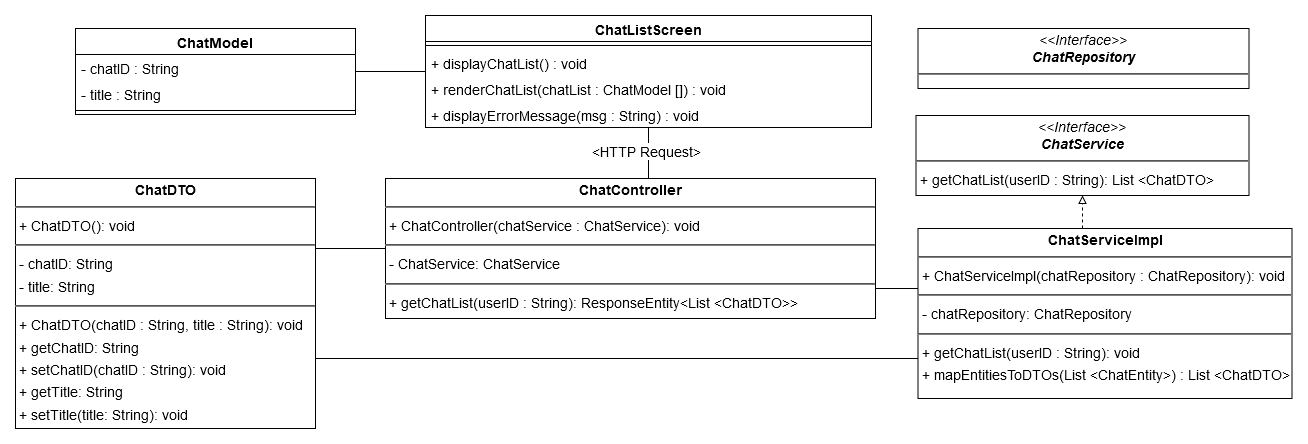 ChatModel
- chatID : String
- title : String
ChatListScreen
+ displayChatList() : void
+ renderChatList(chatList : ChatModel []) : void
+ displayErrorMessage(msg : String) : void
<<Interface>>
ChatRepository
<<Interface>>
ChatService
+ getChatList(userID : String): List <ChatDTO>
<HTTP Request>
ChatDTO
+ ChatDTO(): void
- chatID: String
- title: String
+ ChatDTO(chatID : String, title : String): void
+ getChatID: String
+ setChatID(chatID : String): void
+ getTitle: String
+ setTitle(title: String): void
ChatController
+ ChatController(chatService : ChatService): void
- ChatService: ChatService
+ getChatList(userID : String): ResponseEntity<List <ChatDTO>>
ChatServiceImpl
+ ChatServiceImpl(chatRepository : ChatRepository): void
- chatRepository: ChatRepository
+ getChatList(userID : String): void
+ mapEntitiesToDTOs(List <ChatEntity>) : List <ChatDTO>